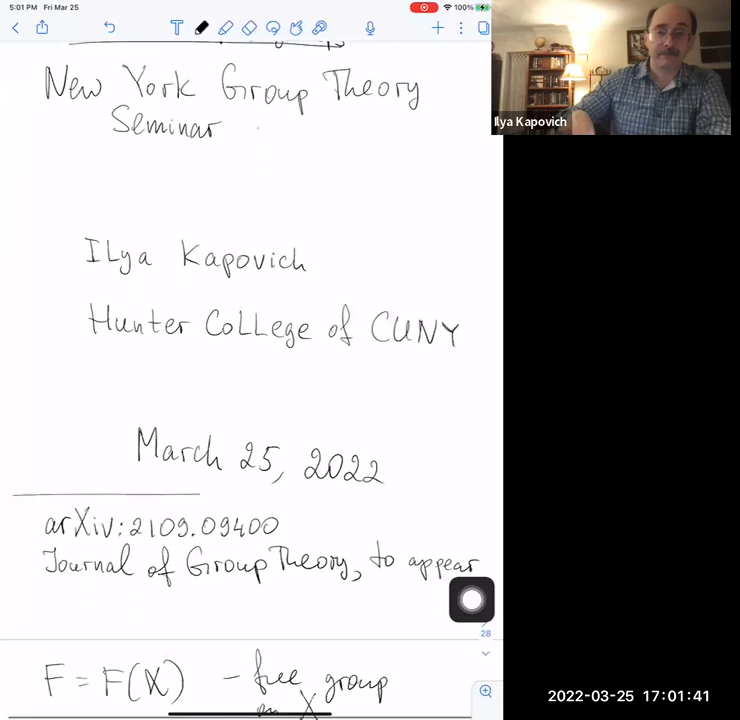 5:01 PM Fri Mar 25
100%
New York Group Theory
Seminar
Ilya Kapovich
ILya Kapovich
Hunter College of CUNY
March 25, 2022
arXiv:2109.09400
Journal of Group Theory, to appear
28
F = F(X) - free group
on X
2022-03-25 17:01:41